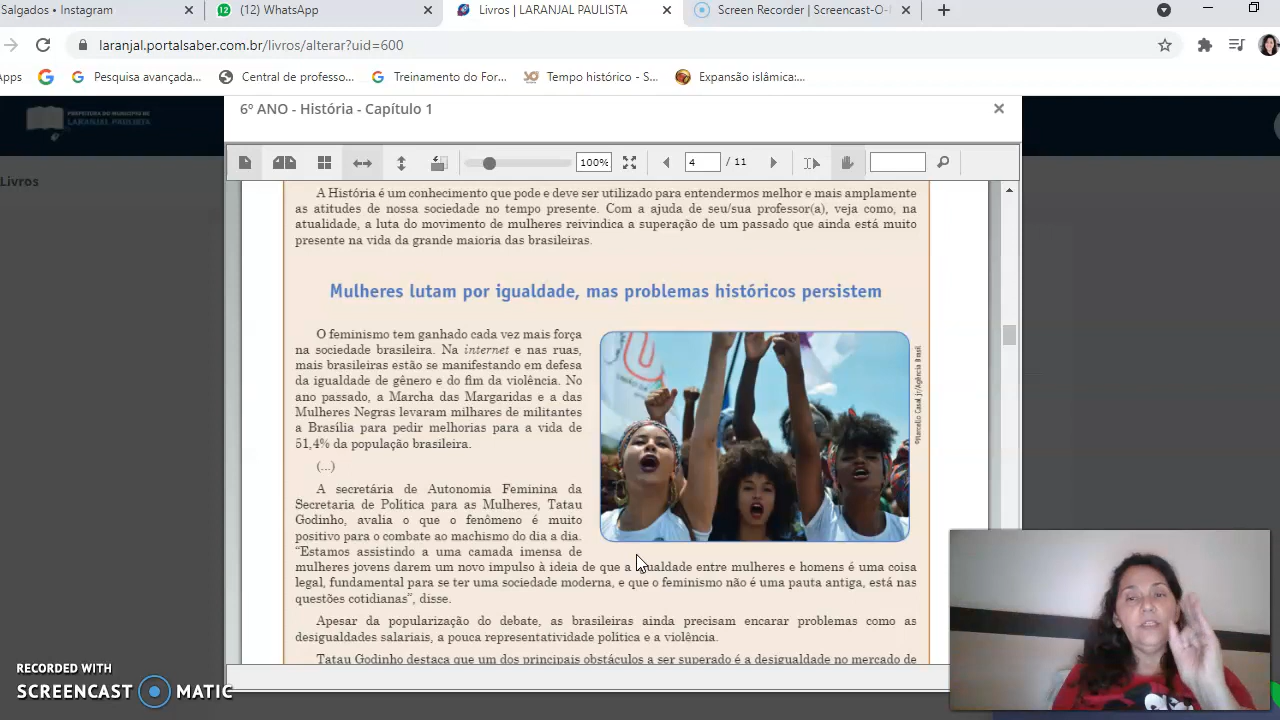 Salgados • Instagram
(12) WhatsApp
Livros | LARANJAL PAULISTA
Screen Recorder | Screencast-O-
laranjal.portalsaber.com.br/livros/alterar?uid=600
Apps
Pesquisa avançada...
Central de professo...
Treinamento do For...
Tempo histórico - S...
Expansão islâmica:...
PREFEITURA DO MUNICÍPIO DE
LARANJAL PAULISTA
Livros
6º ANO - História - Capítulo 1
100%
4 / 11
A História é um conhecimento que pode e deve ser utilizado para entendermos melhor e mais amplamente
as atitudes de nossa sociedade no tempo presente. Com a ajuda de seu/sua professor(a), veja como, na
atualidade, a luta do movimento de mulheres reivindica a superação de um passado que ainda está muito
presente na vida da grande maioria das brasileiras.
Mulheres lutam por igualdade, mas problemas históricos persistem
O feminismo tem ganhado cada vez mais força
na sociedade brasileira. Na internet e nas ruas,
mais brasileiras estão se manifestando em defesa
da igualdade de gênero e do fim da violência. No
ano passado, a Marcha das Margaridas e a das
Mulheres Negras levaram milhares de militantes
a Brasília para pedir melhorias para a vida de
51,4% da população brasileira.
(...)
A secretária de Autonomia Feminina da
Secretaria de Política para as Mulheres, Tatau
Godinho, avalia o que o fenômeno é muito
positivo para o combate ao machismo do dia a dia.
“Estamos assistindo a uma camada imensa de
mulheres jovens darem um novo impulso à ideia de que a igualdade entre mulheres e homens é uma coisa
legal, fundamental para se ter uma sociedade moderna, e que o feminismo não é uma pauta antiga, está nas
questões cotidianas”, disse.
Apesar da popularização do debate, as brasileiras ainda precisam encarar problemas como as
desigualdades salariais, a pouca representatividade política e a violência.
Tatau Godinho destaca que um dos principais obstáculos a ser superado é a desigualdade no mercado de
©Marcello Casal jr/Agência Brasil
RECORDED WITH
SCREENCAST MATIC